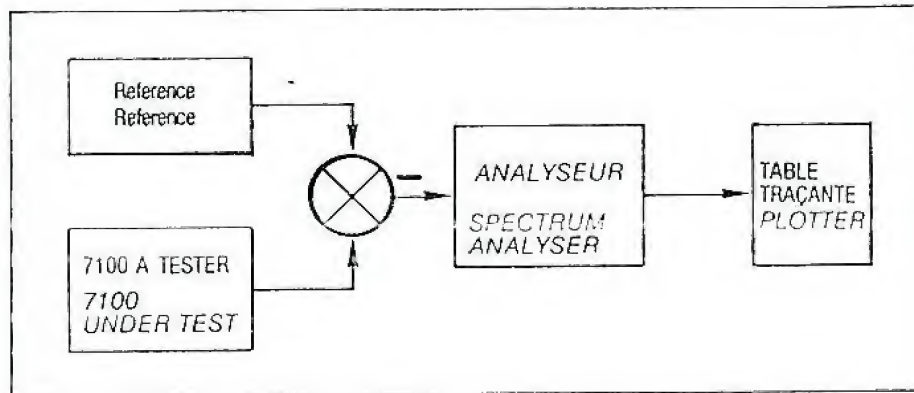 Reference
Reference
7100 A TESTER
7100
UNDER TEST
ANALYSEUR
SPECTRUM
ANALYSER
TABLE
TRAÇANTE
PLOTTER